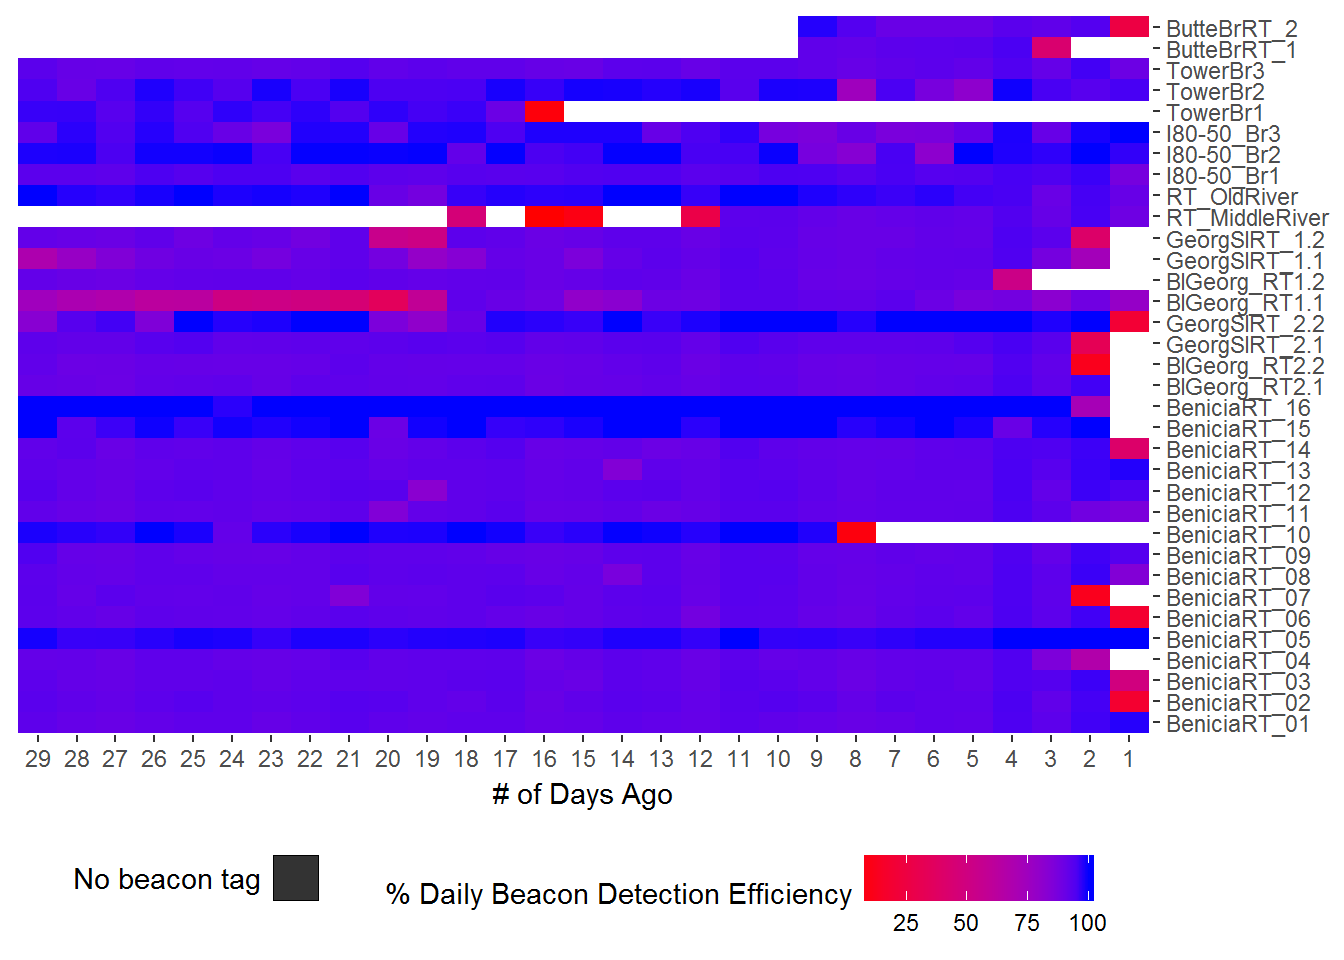 ButteBrRT_2
ButteBrRT_1
TowerBr3
TowerBr2
TowerBr1
I80-50_Br3
I80-50_Br2
I80-50_Br1
RT_OldRiver
RT_MiddleRiver
GeorgSlRT_1.2
GeorgSlRT_1.1
BlGeorg_RT1.2
BlGeorg_RT1.1
GeorgSlRT_2.2
GeorgSlRT_2.1
BlGeorg_RT2.2
BlGeorg_RT2.1
BeniciaRT_16
BeniciaRT_15
BeniciaRT_14
BeniciaRT_13
BeniciaRT_12
BeniciaRT_11
BeniciaRT_10
BeniciaRT_09
BeniciaRT_08
BeniciaRT_07
BeniciaRT_06
BeniciaRT_05
BeniciaRT_04
BeniciaRT_03
BeniciaRT_02
BeniciaRT_01
29 28 27 26 25 24 23 22 21 20 19 18 17 16 15 14 13 12 11 10 9 8 7 6 5 4 3 2 1
# of Days Ago
No beacon tag
% Daily Beacon Detection Efficiency
25 50 75 100